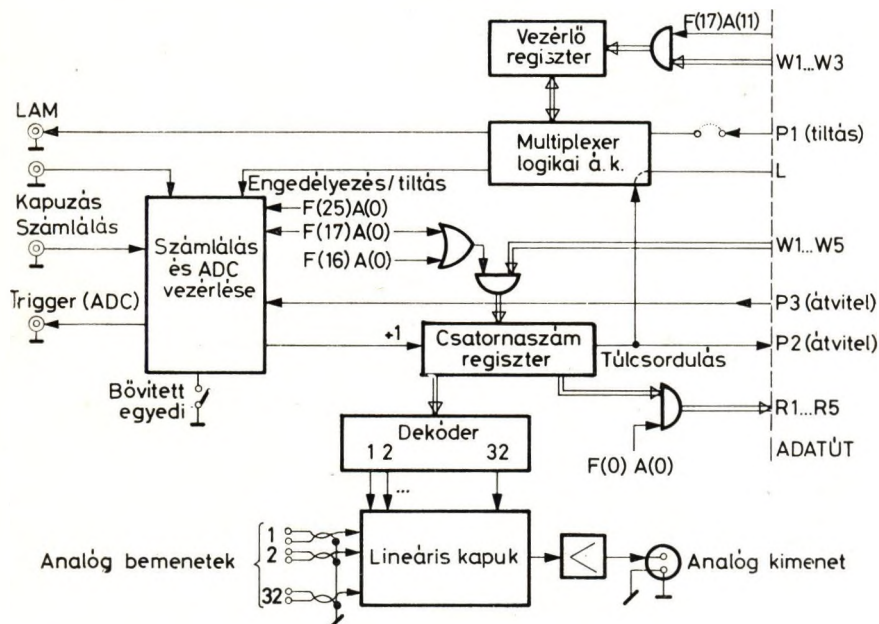 F(17)A(11)
Vezérlő
regiszter
W1...W3
LAM
P1 (tiltás)
Multiplexer
logikai á.k.
L
Engedélyezés/tiltás
F(25)A(0)
Kapuzás
Számlálás
F(17)A(0)
W1...W5
F(16)A(0)
Számlálás
és ADC
vezérlése
Trigger (ADC)
P3 (átvitel)
+1
Csatornaszám
regiszter
Túlcsordulás
P2 (átvitel)
Bővített
egyedi
R1...R5
Dekóder
1 2 32
F(0) A(0)
ADATÚT
...
Analóg bemenetek
1
2
32
Lineáris kapuk
Analóg kimenet